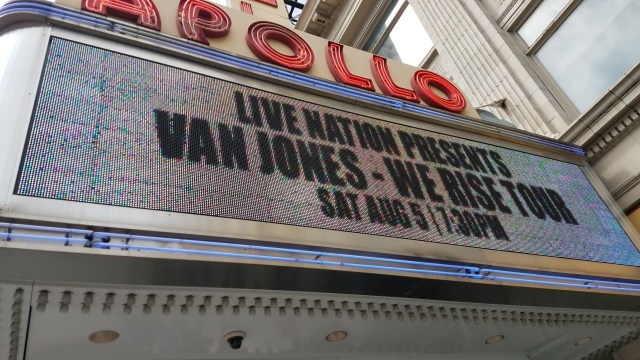 APOLLO
LIVE NATION PRESENTS
VAN JONES - WE RISE TOUR
SAT AUG 5 | 7:30PM